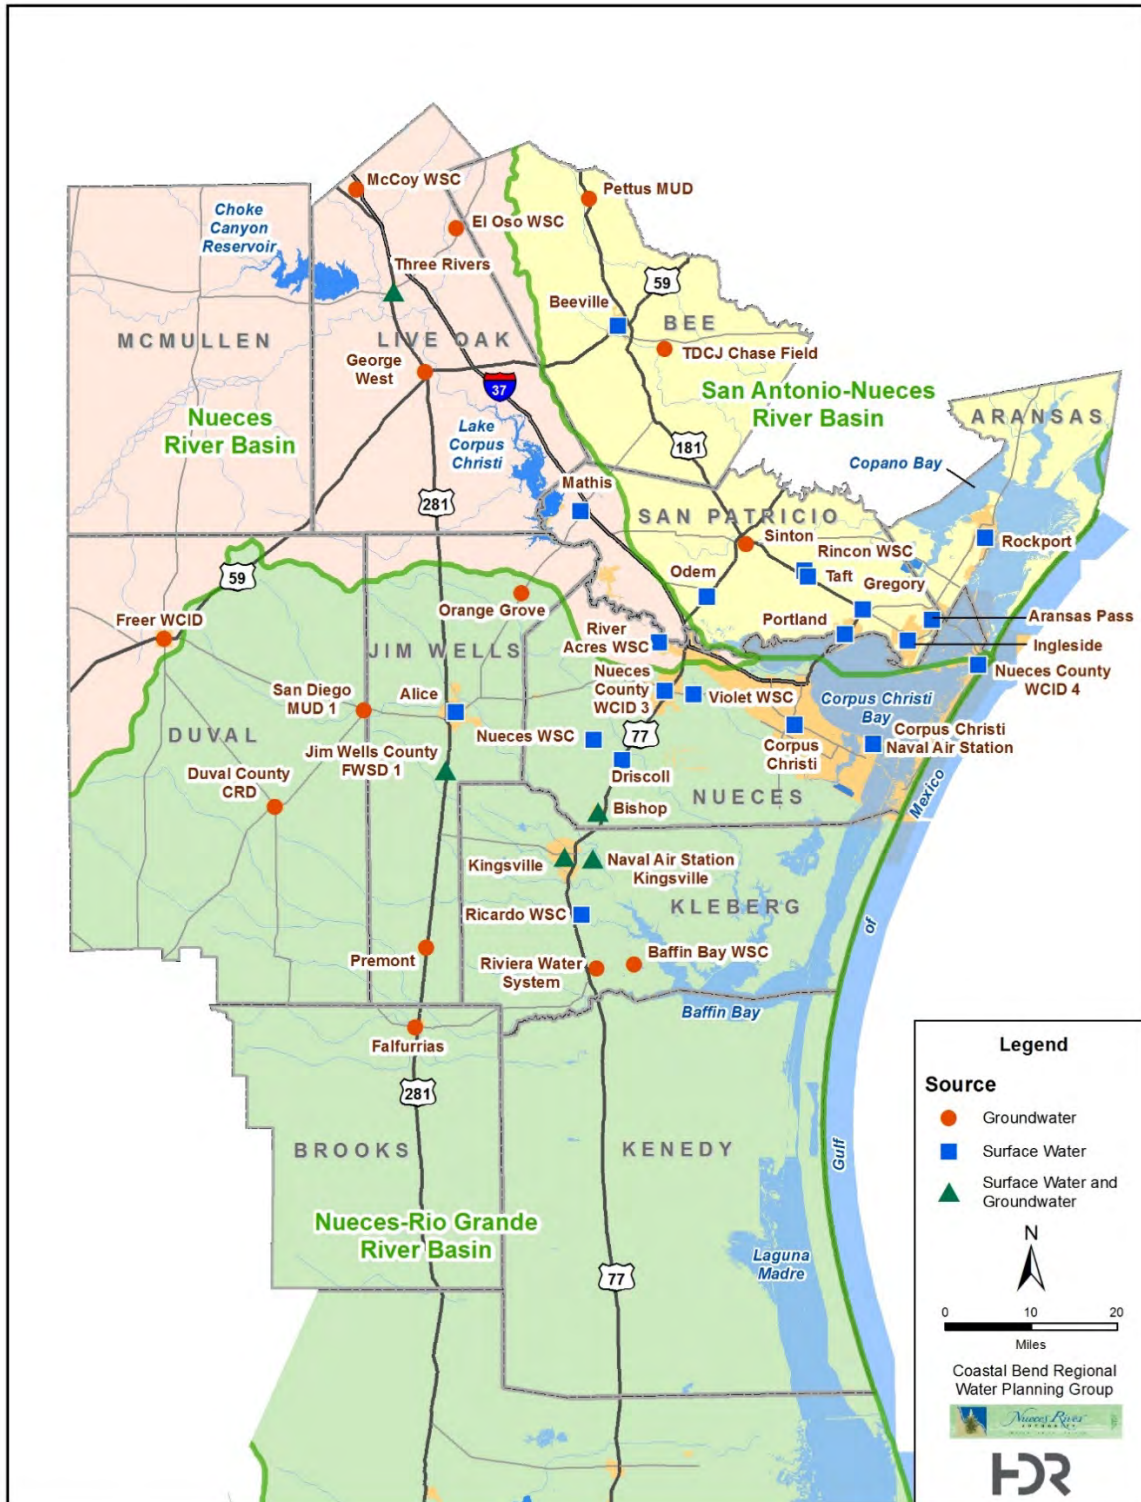 McCoy WSC
Pettus MUD
Choke
Canyon
Reservoir
El Oso WSC
Three Rivers
59
Beeville
BEE
MCMULLEN
LIVE OAK
TDCJ Chase Field
George
West
37
San Antonio-Nueces
River Basin
ARANSAS
Nueces
River Basin
Lake
Corpus
Christi
181
Copano Bay
Mathis
281
SAN PATRICIO
Sinton
Rockport
Rincon WSC
59
Odem
Taft
Gregory
Orange Grove
Freer WCID
Portland
Aransas Pass
River
Acres WSC
Ingleside
JIM WELLS
Nueces
County
WCID 3
Nueces County
WCID 4
San Diego
MUD 1
Alice
Violet WSC
Corpus Christi
Bay
DUVAL
Nueces WSC
77
Corpus
Christi
Corpus Christi
Naval Air Station
Jim Wells County
FWSD 1
Duval County
CRD
Driscoll
NUECES
Mexico
Bishop
Kingsville
Naval Air Station
Kingsville
KLEBERG
Ricardo WSC
of
Premont
Riviera Water
System
Baffin Bay WSC
Baffin Bay
Falfurrias
281
BROOKS
KENEDY
Gulf
Nueces-Rio Grande
River Basin
Laguna
Madre
77
Legend
Source
Groundwater
Surface Water
Surface Water and
Groundwater
N
0 10 20
Miles
Coastal Bend Regional
Water Planning Group
Nueces River
AUTHORITY
HDR